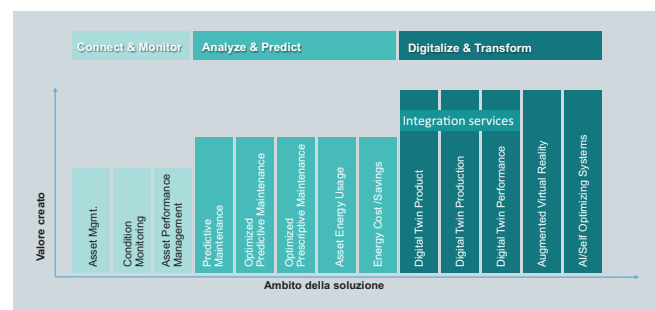 Connect & Monitor
Analyze & Predict
Digitalize & Transform
Valore creato
Asset Mgmt.
Condition
Monitoring
Asset Performance
Management
Predictive
Maintenance
Optimized
Predictive Maintenance
Optimized
Prescriptive Maintenance
Asset Energy Usage
Energy Cost /Savings
Integration services
Digital Twin Product
Digital Twin Production
Digital Twin Performance
Augmented Virtual Reality
AI/Self Optimizing Systems
Ambito della soluzione